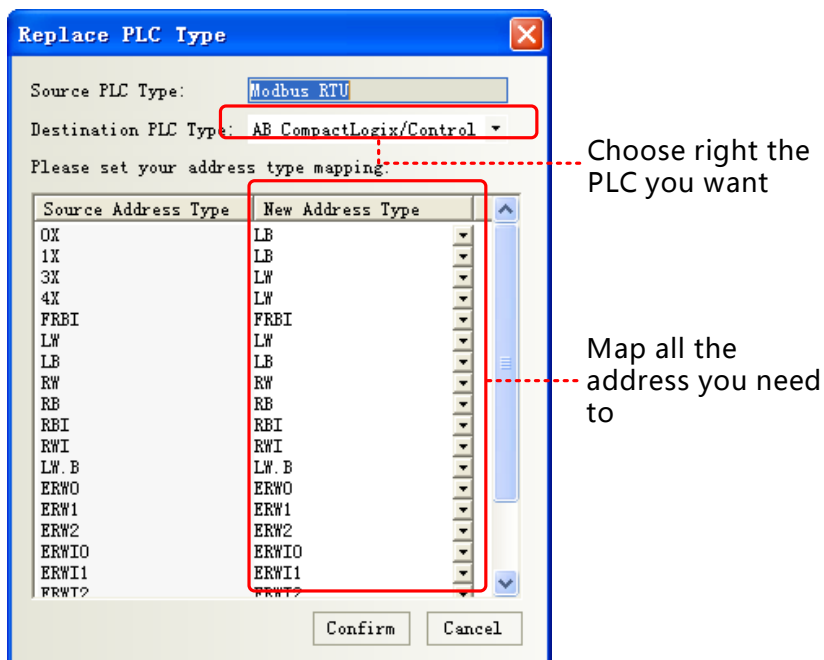 Replace PLC Type
Source PLC Type: Modbus RTU
Destination PLC Type: AB CompactLogix/Control
Please set your address type mapping.
Choose right the
PLC you want
Source Address Type New Address Type
0X LB
1X LB
3X LW
4X LW
FRBI FRBI
LW LW
LB LB
RW RW
RB RB
RBI RBI
RWI RWI
LW.B LW.B
ERW0 ERW0
ERW1 ERW1
ERW2 ERW2
ERWI0 ERWI0
ERWI1 ERWI1
ERWI2 ERWI2
Map all the
address you need
to
Confirm Cancel